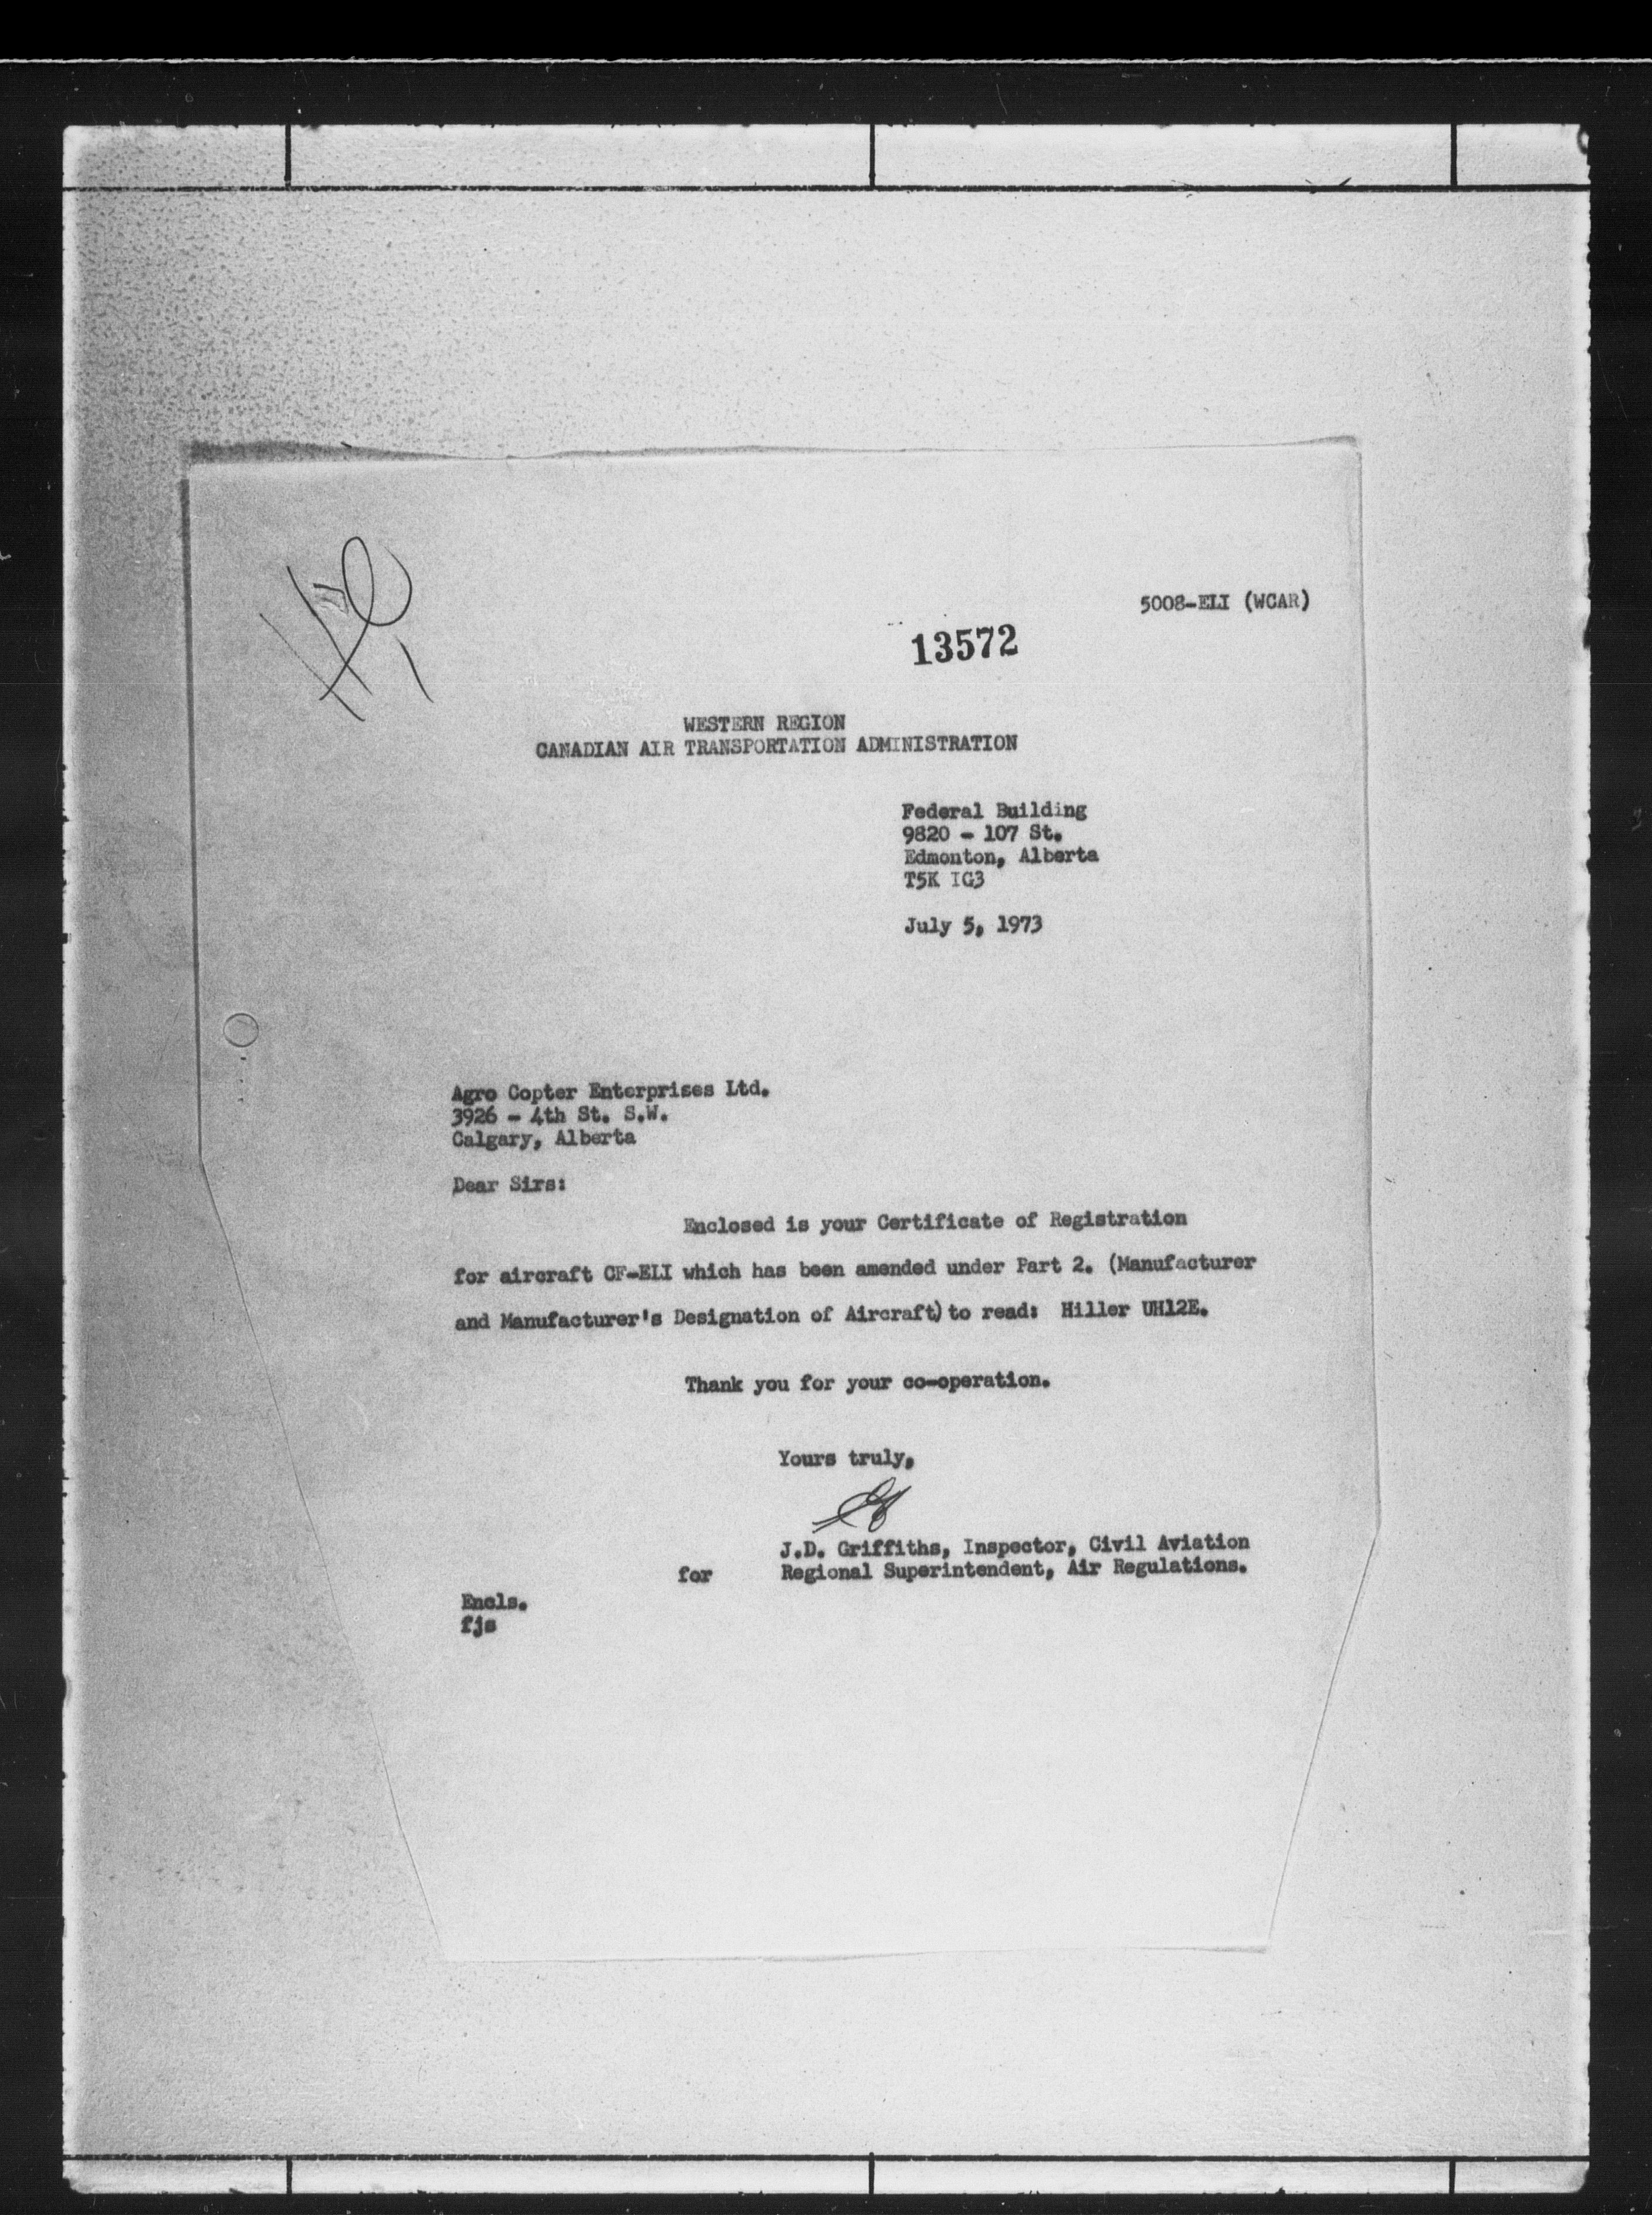 5008-ELI (WCAR)
13572
WESTERN REGION
CANADIAN AIR TRANSPORTATION ADMINISTRATION
Federal Building
9820 - 107 St.
Edmonton, Alberta
T5K IG3
July 5, 1973
Agro Copter Enterprises Ltd.
3926 - 4th St. S.W.
Calgary, Alberta
Dear Sirs:
Enclosed is your Certificate of Registration
for aircraft CF-ELI which has been amended under Part 2. (Manufacturer
and Manufacturer's Designation of Aircraft) to read: Hiller UH12E.
Thank you for your co-operation.
Yours truly,
J.D. Griffiths, Inspector, Civil Aviation
for Regional Superintendent, Air Regulations.
Encls.
fjs